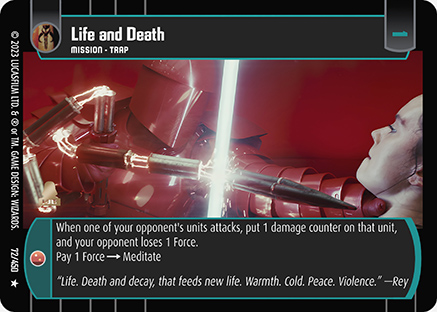 Life and Death
MISSION • TRAP
When one of your opponent's units attacks, put 1 damage counter on that unit,
and your opponent loses 1 Force.
Pay 1 Force → Meditate
"Life. Death and decay, that feeds new life. Warmth. Cold. Peace. Violence." —Rey
© 2023 LUCASFILM LTD. & ® or TM. GAME DESIGN: WIZARDS.
72/450 ★